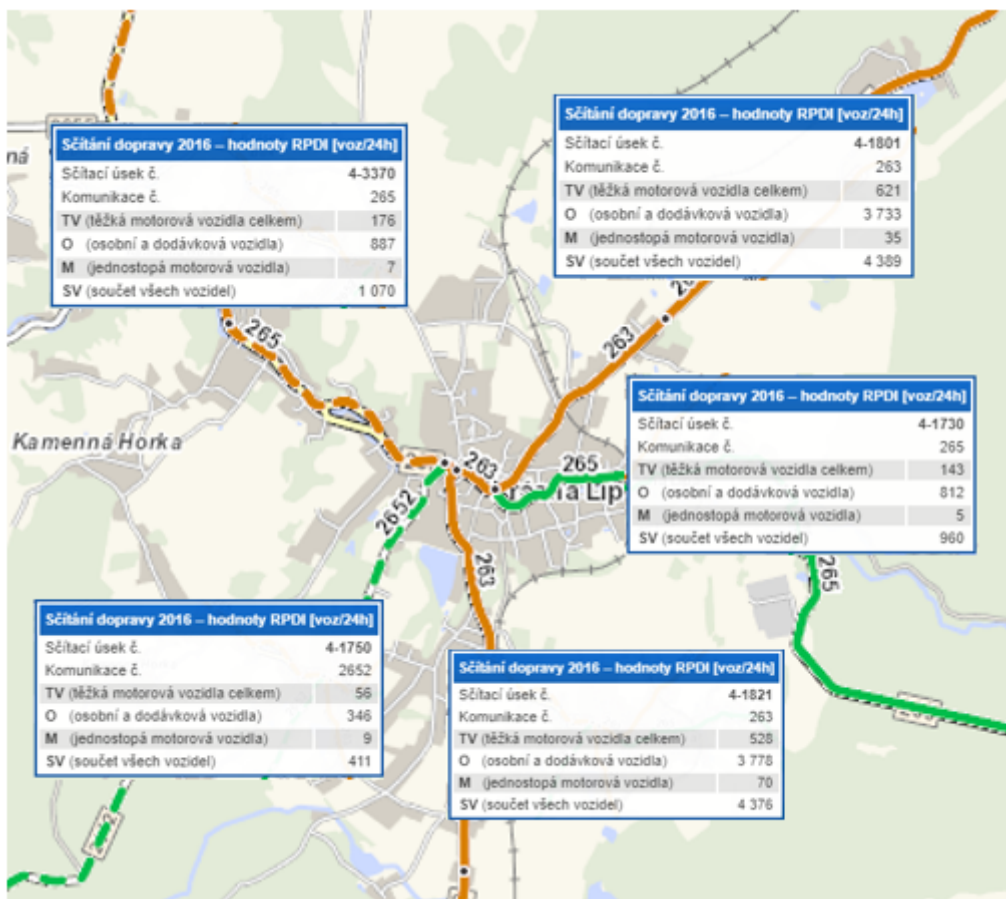 ná
Sčítání dopravy 2016 – hodnoty RPDI [voz/24h]
Sčítací úsek č. 4-3370
Komunikace č. 265
TV (těžká motorová vozidla celkem) 176
O (osobní a dodávková vozidla) 887
M (jednostopá motorová vozidla) 7
SV (součet všech vozidel) 1 070
Sčítání dopravy 2016 – hodnoty RPDI [voz/24h]
Sčítací úsek č. 4-1801
Komunikace č. 263
TV (těžká motorová vozidla celkem) 621
O (osobní a dodávková vozidla) 3 733
M (jednostopá motorová vozidla) 35
SV (součet všech vozidel) 4 389
265
263
Kamenná Horka
263
265
Lip
2652
263
Sčítání dopravy 2016 – hodnoty RPDI [voz/24h]
Sčítací úsek č. 4-1730
Komunikace č. 265
TV (těžká motorová vozidla celkem) 143
O (osobní a dodávková vozidla) 812
M (jednostopá motorová vozidla) 5
SV (součet všech vozidel) 960
265
Sčítání dopravy 2016 – hodnoty RPDI [voz/24h]
Sčítací úsek č. 4-1750
Komunikace č. 2652
TV (těžká motorová vozidla celkem) 56
O (osobní a dodávková vozidla) 346
M (jednostopá motorová vozidla) 9
SV (součet všech vozidel) 411
Sčítání dopravy 2016 – hodnoty RPDI [voz/24h]
Sčítací úsek č. 4-1821
Komunikace č. 263
TV (těžká motorová vozidla celkem) 528
O (osobní a dodávková vozidla) 3 778
M (jednostopá motorová vozidla) 70
SV (součet všech vozidel) 4 376